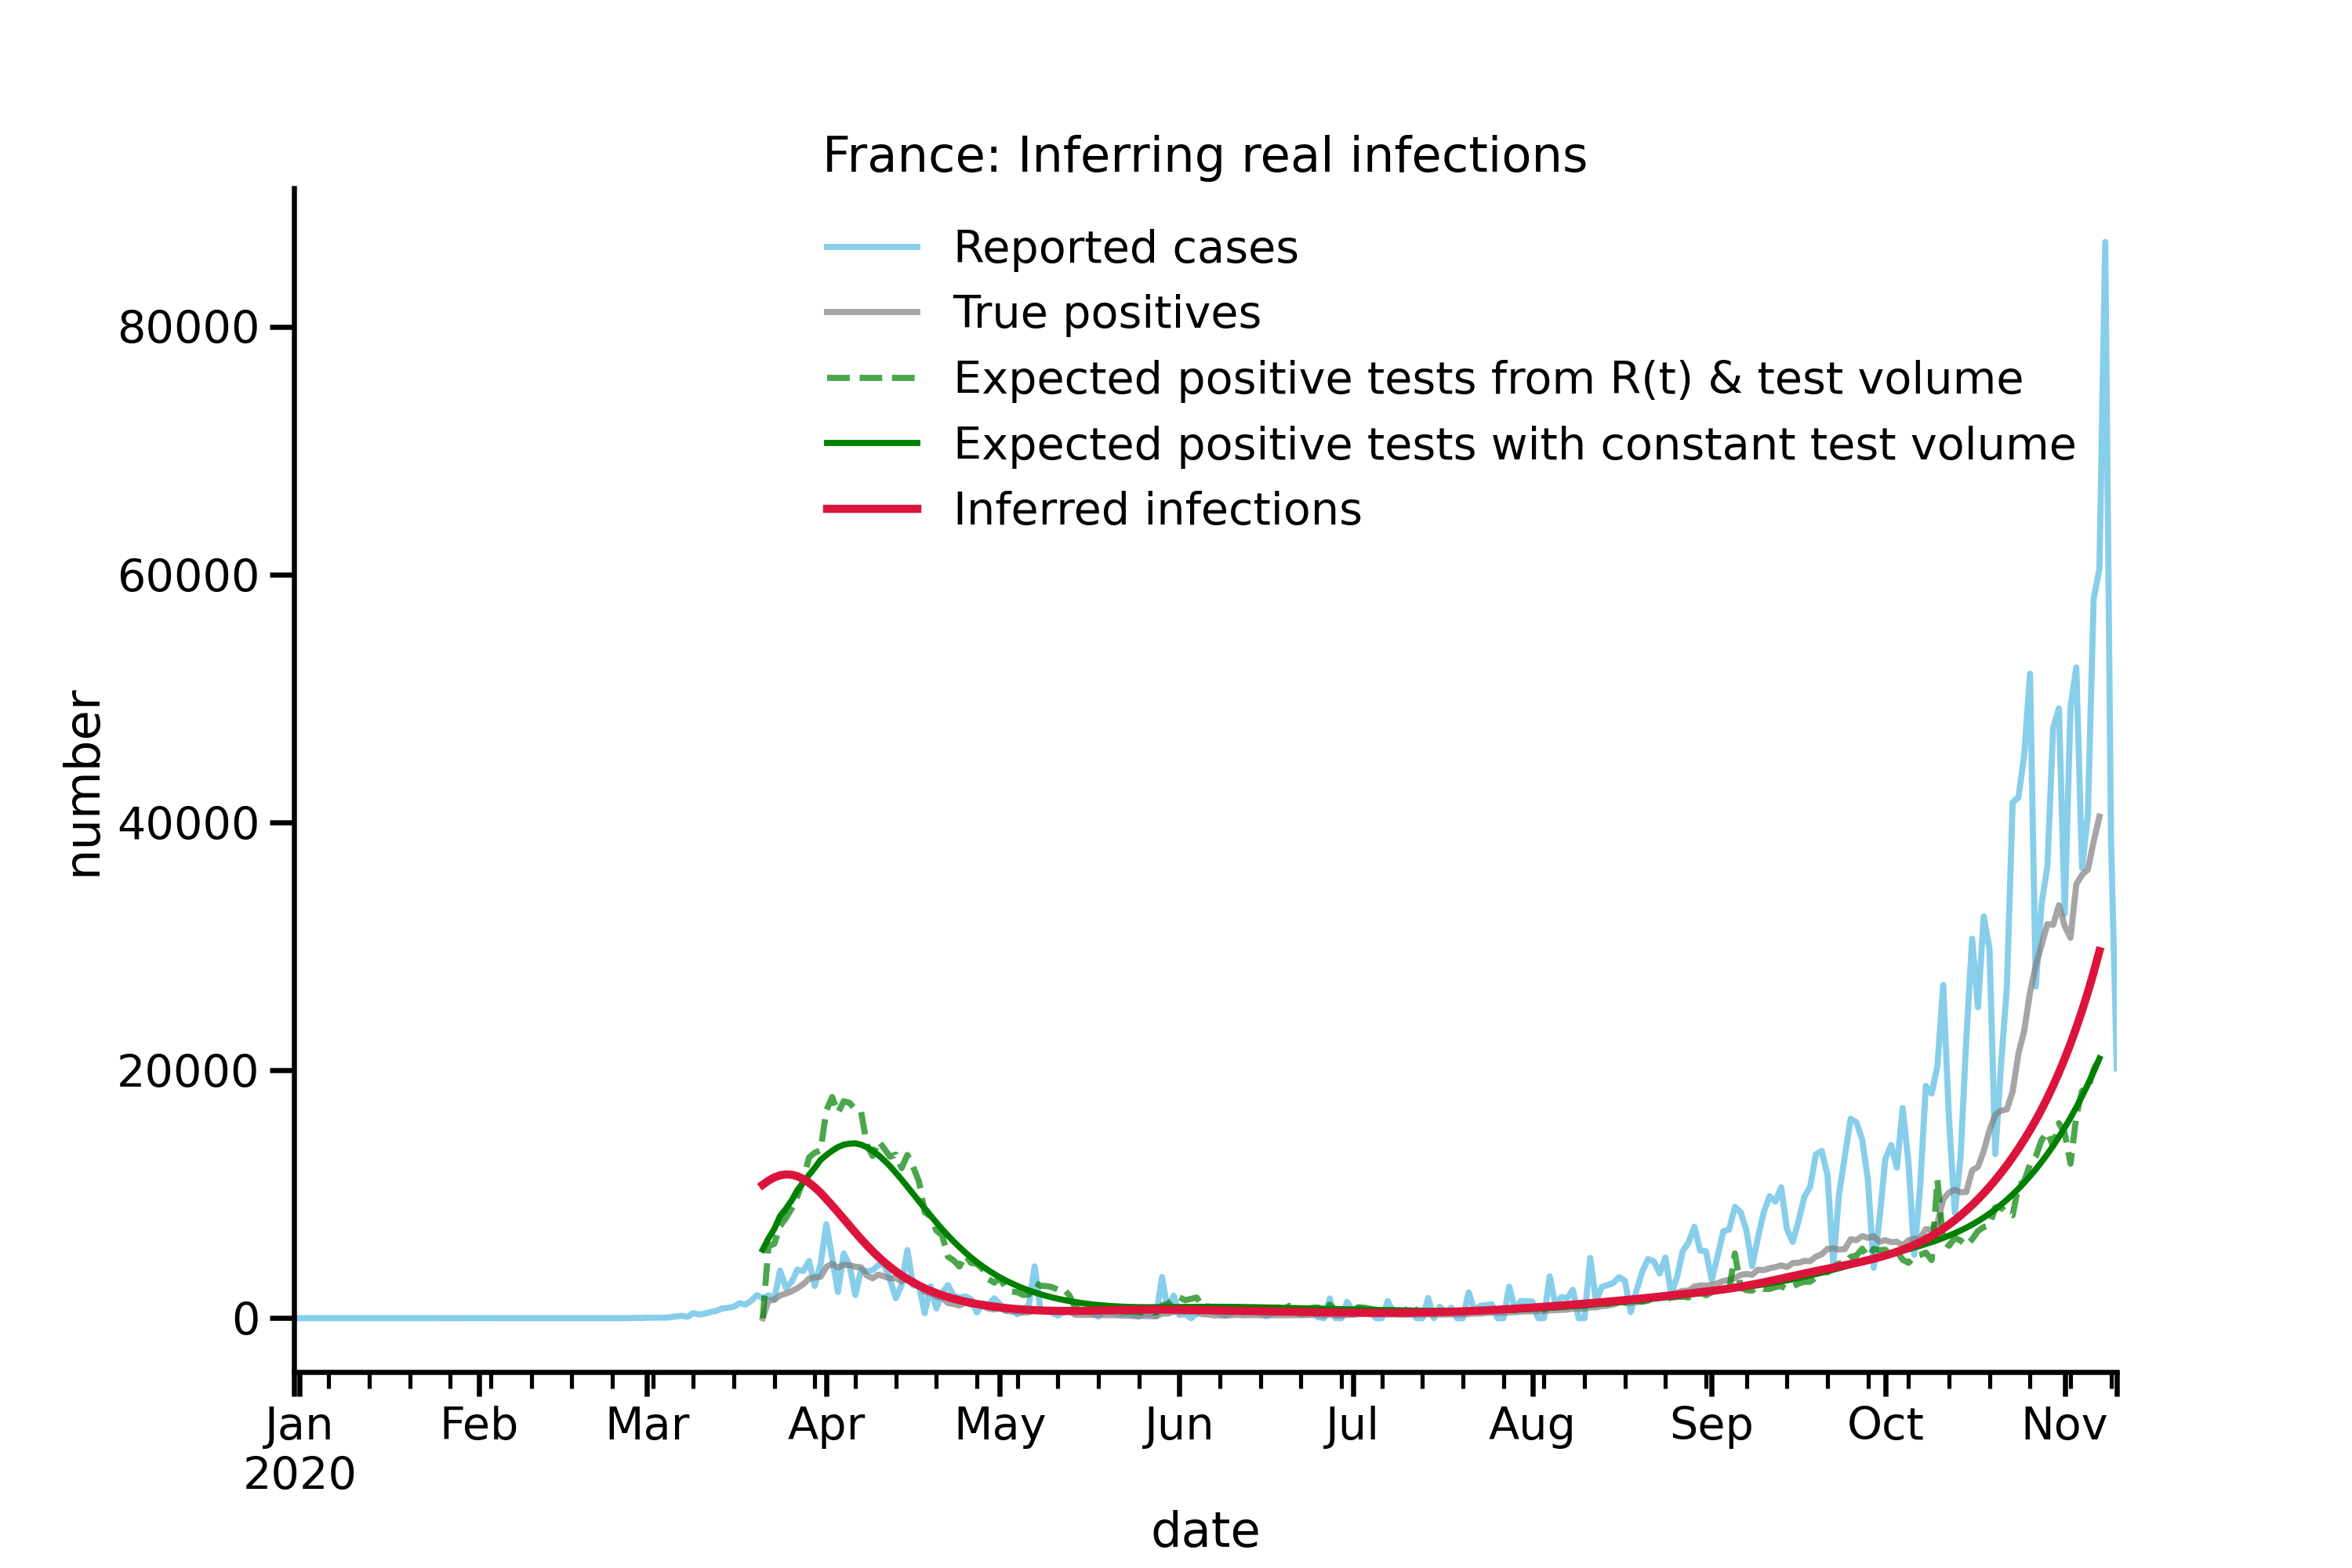 France: Inferring real infections
Reported cases
True positives
Expected positive tests from R(t) & test volume
Expected positive tests with constant test volume
Inferred infections
number
80000
60000
40000
20000
0
Jan Feb Mar Apr May Jun Jul Aug Sep Oct Nov
2020
date